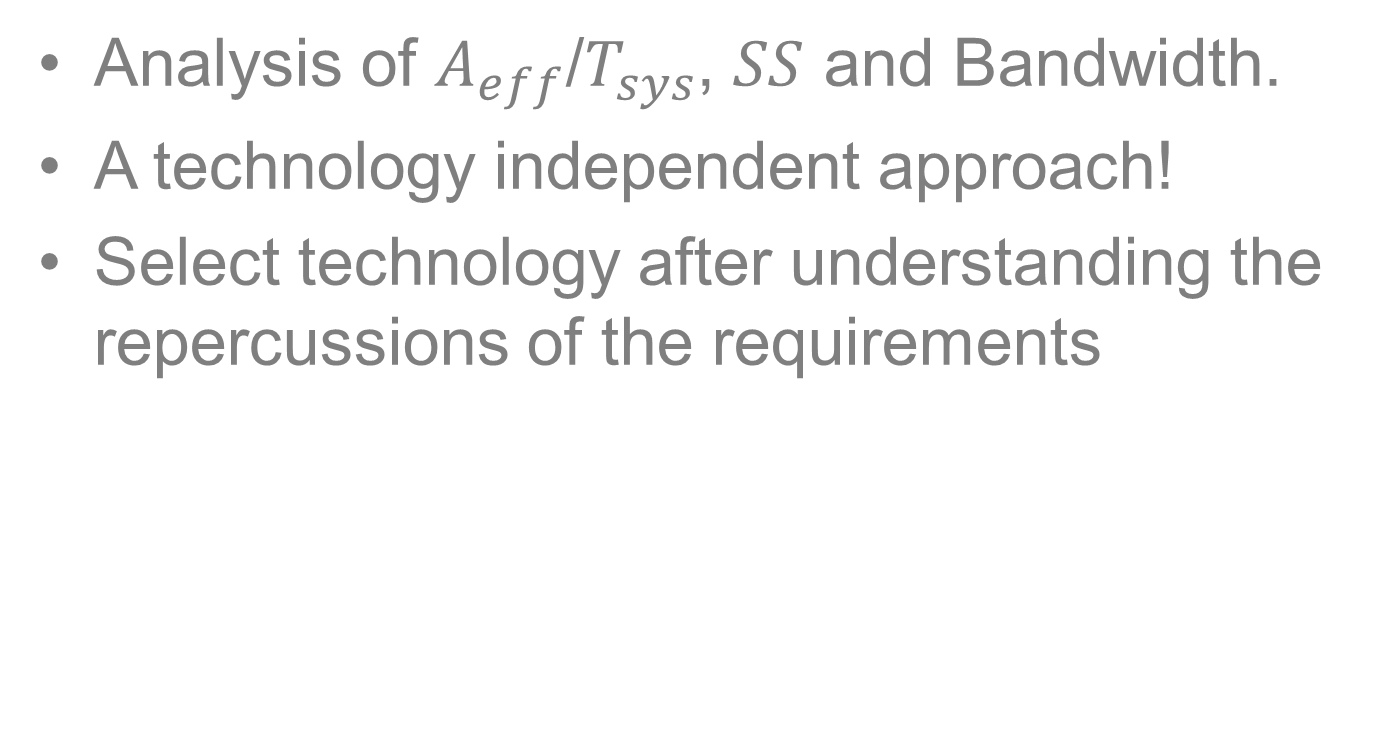 • Analysis of A_eff/T_sys, SS and Bandwidth.
• A technology independent approach!
• Select technology after understanding the
repercussions of the requirements